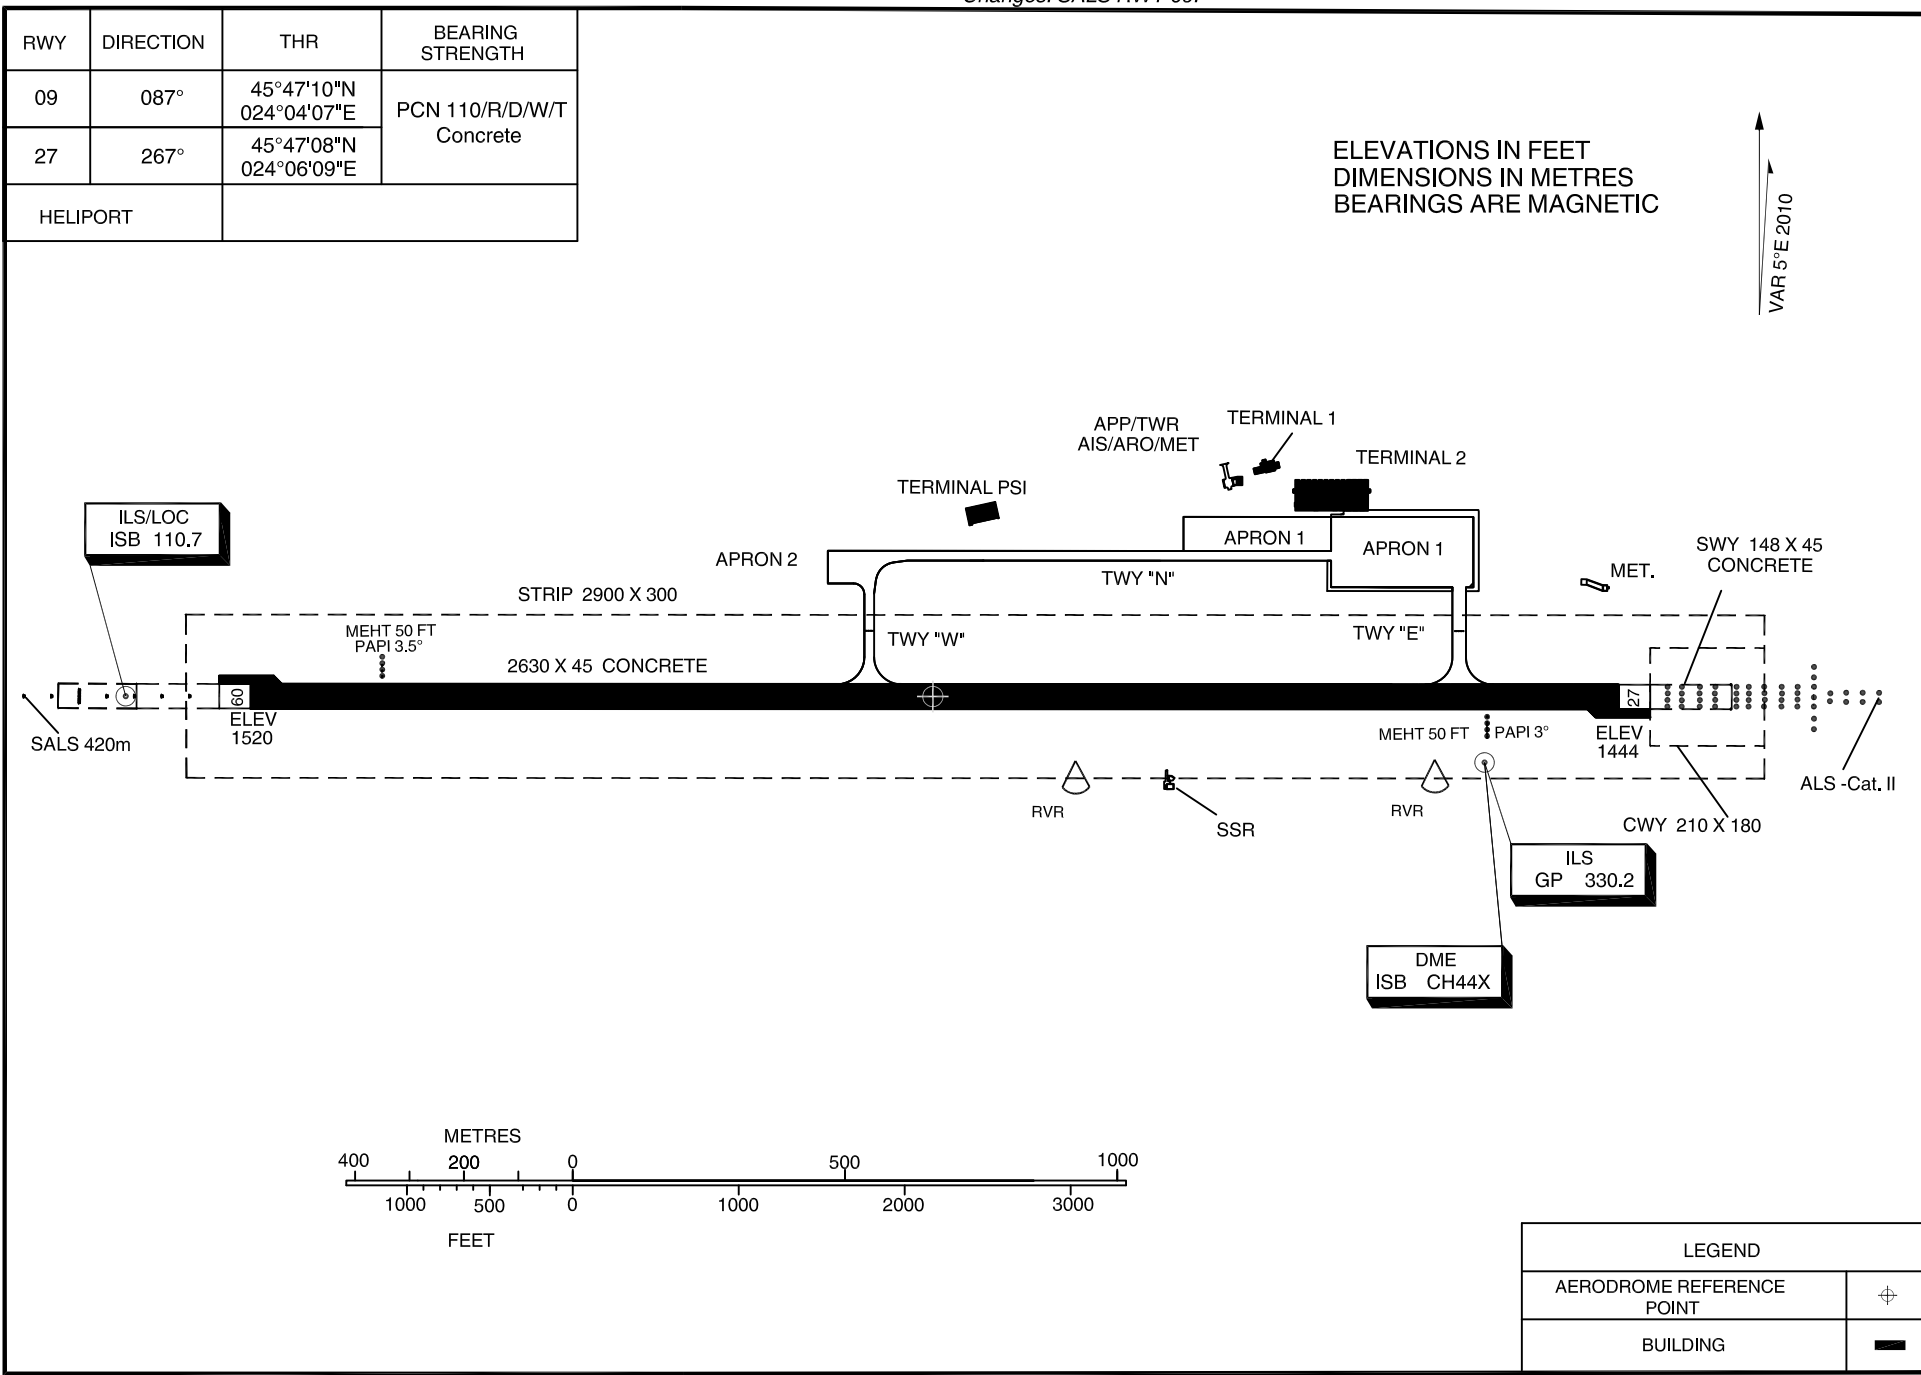 RWY DIRECTION THR BEARING STRENGTH
09 087° 45°47'10"N 024°04'07"E PCN 110/R/D/W/T Concrete
27 267° 45°47'08"N 024°06'09"E
HELIPORT
ELEVATIONS IN FEET
DIMENSIONS IN METRES
BEARINGS ARE MAGNETIC
VAR 5°E 2010
APP/TWR
AIS/ARO/MET
TERMINAL 1
TERMINAL 2
TERMINAL PSI
ILS/LOC
ISB 110.7
APRON 2
APRON 1
APRON 1
SWY 148 X 45
CONCRETE
MET.
TWY "N"
STRIP 2900 X 300
MEHT 50 FT
PAPI 3.5°
TWY "W"
TWY "E"
2630 X 45 CONCRETE
09
27
ELEV
1520
SALS 420m
MEHT 50 FT PAPI 3°
ELEV
1444
ALS -Cat. II
RVR
SSR
RVR
CWY 210 X 180
ILS
GP 330.2
DME
ISB CH44X
METRES
400 200 0 500 1000
1000 500 0 1000 2000 3000
FEET
LEGEND
AERODROME REFERENCE
POINT
BUILDING